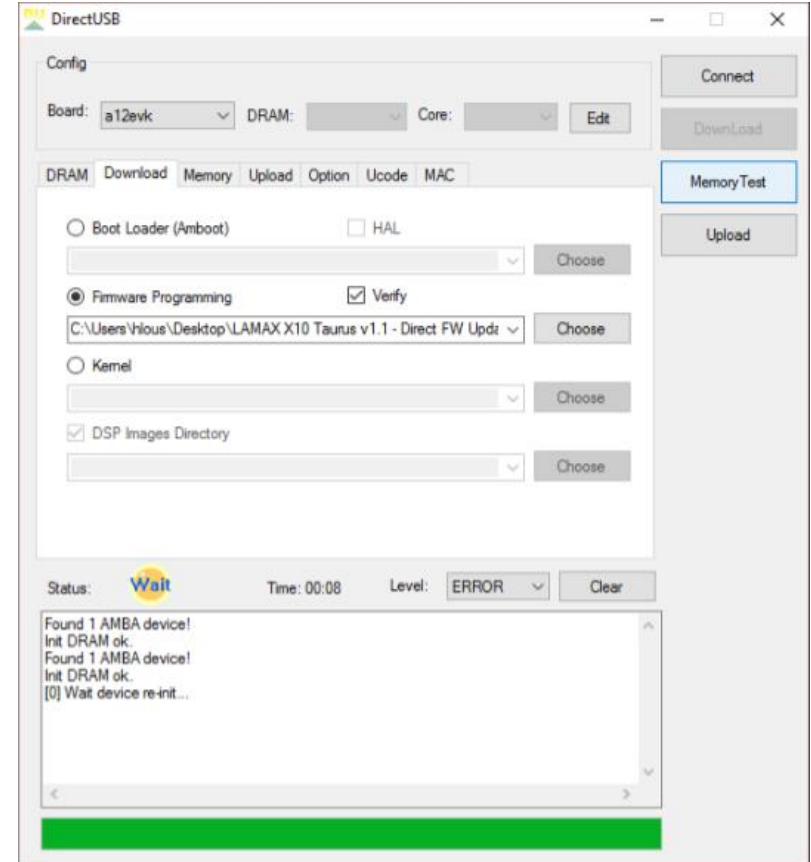 DirectUSB
Config
Connect
Board: a12evk DRAM: Core: Edit
DownLoad
DRAM Download Memory Upload Option Ucode MAC
MemoryTest
Boot Loader (Amboot) HAL
Upload
Choose
Firmware Programming Verify
C:\Users\hlous\Desktop\LAMAX X10 Taurus v1.1 - Direct FW Upda Choose
Kernel
Choose
DSP Images Directory
Choose
Status: Wait Time: 00:08 Level: ERROR Clear
Found 1 AMBA device!
Init DRAM ok.
Found 1 AMBA device!
Init DRAM ok.
[0] Wait device re-init...